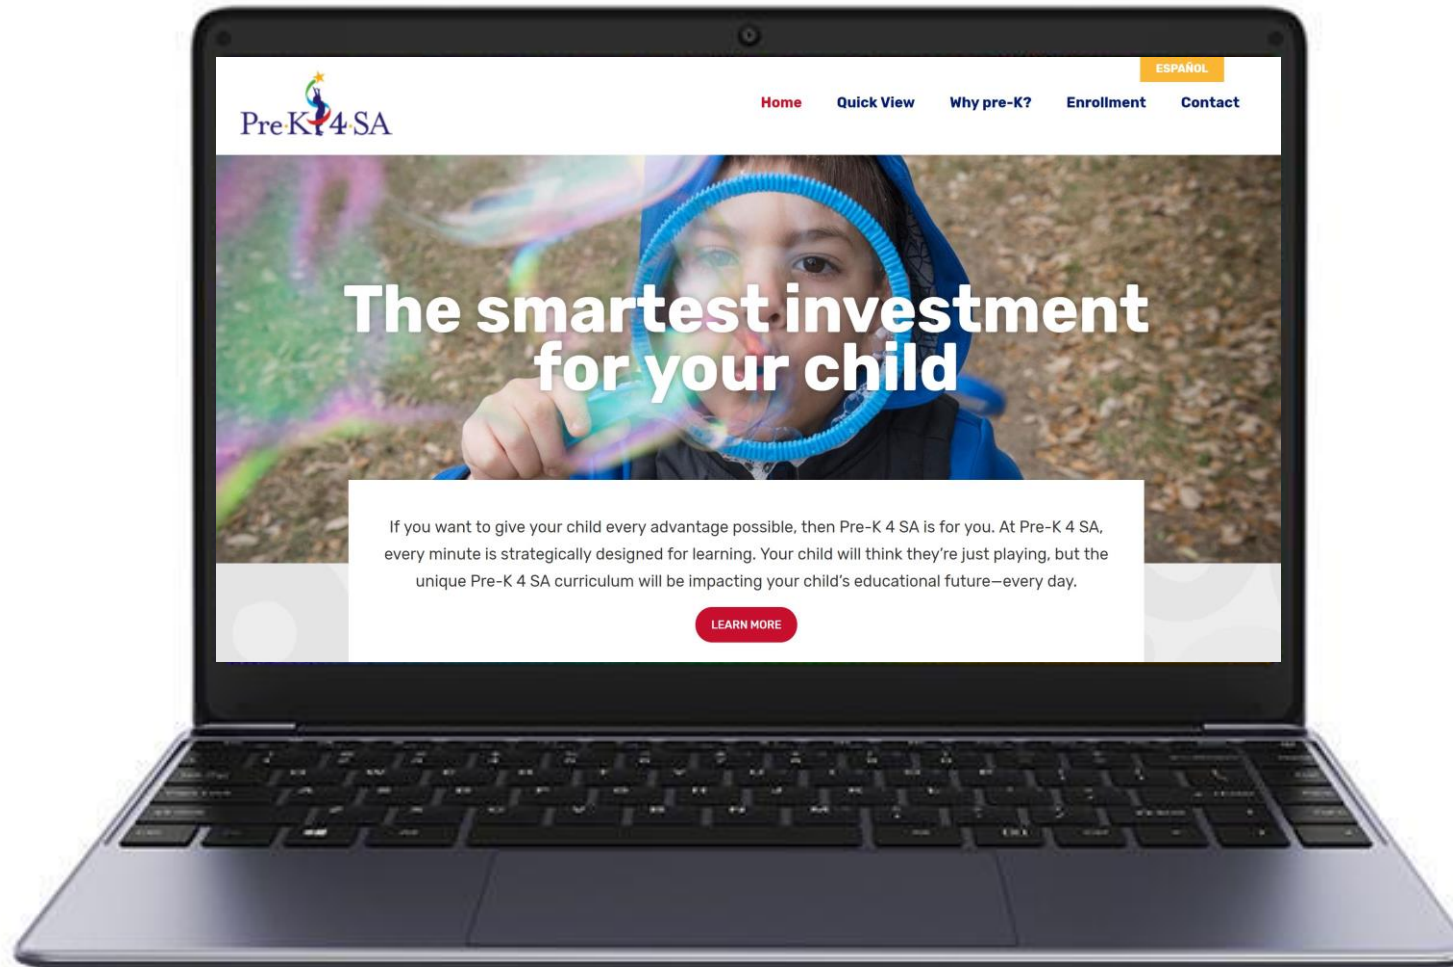 ESPAÑOL
Pre·K 4·SA
Home Quick View Why pre-K? Enrollment Contact
The smartest investment
for your child
If you want to give your child every advantage possible, then Pre-K 4 SA is for you. At Pre-K 4 SA,
every minute is strategically designed for learning. Your child will think they’re just playing, but the
unique Pre-K 4 SA curriculum will be impacting your child’s educational future—every day.
LEARN MORE